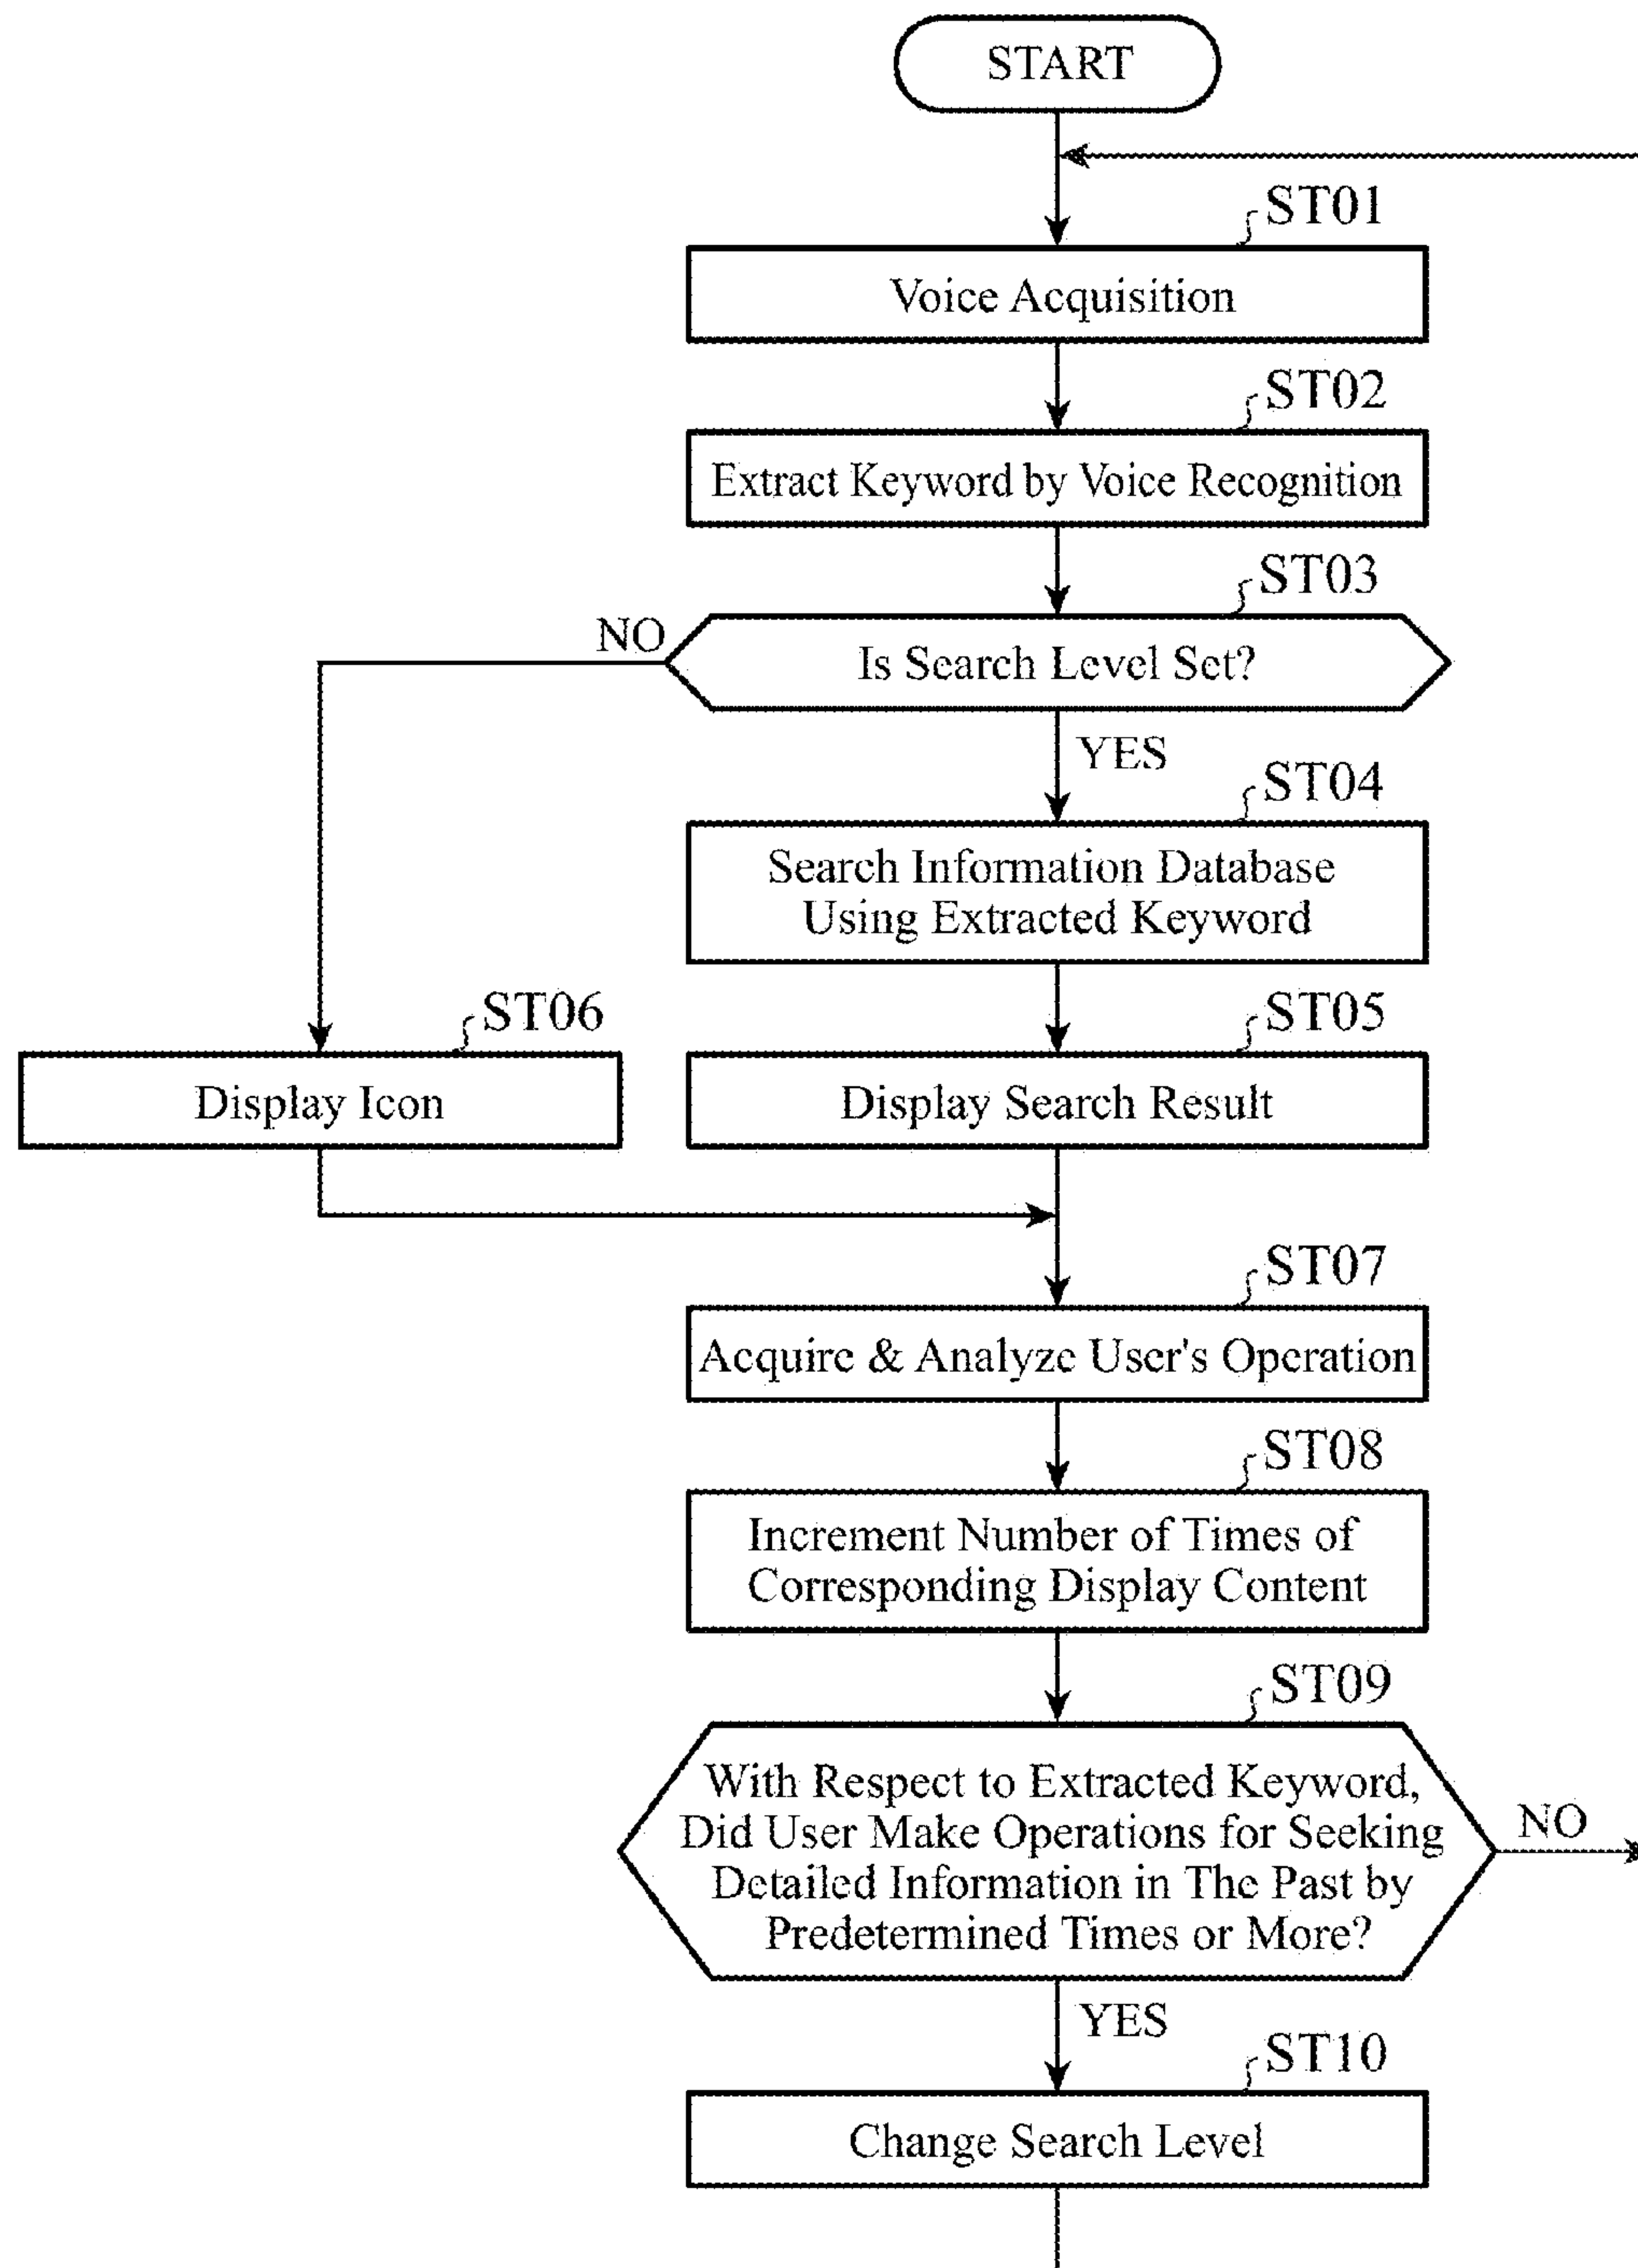 START
ST01
Voice Acquisition
ST02
Extract Keyword by Voice Recognition
ST03
NO
Is Search Level Set?
YES
ST04
Search Information Database
Using Extracted Keyword
ST06
ST05
Display Icon
Display Search Result
ST07
Acquire & Analyze User's Operation
ST08
Increment Number of Times of
Corresponding Display Content
ST09
With Respect to Extracted Keyword,
Did User Make Operations for Seeking
Detailed Information in The Past by
Predetermined Times or More?
NO
YES
ST10
Change Search Level